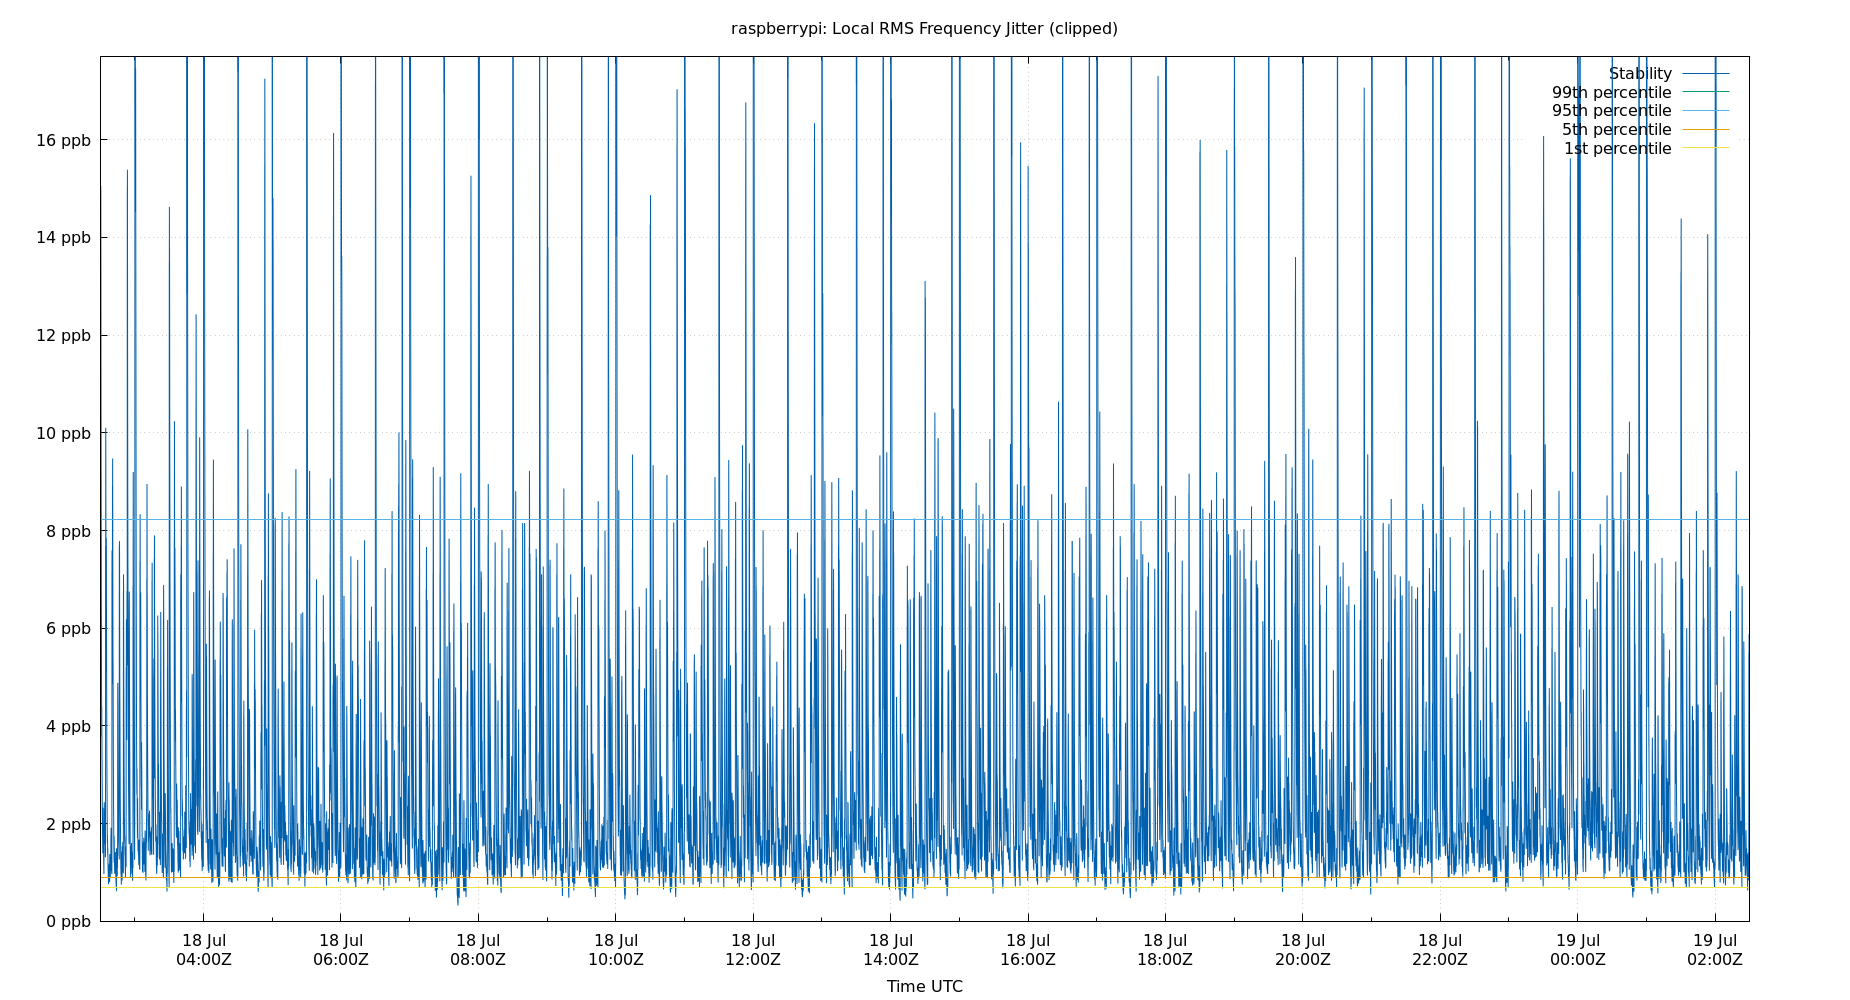 raspberrypi: Local RMS Frequency Jitter (clipped)
Stability
99th percentile
95th percentile
5th percentile
1st percentile
16 ppb
14 ppb
12 ppb
10 ppb
8 ppb
6 ppb
4 ppb
2 ppb
0 ppb
18 Jul 18 Jul 18 Jul 18 Jul 18 Jul 18 Jul 18 Jul 18 Jul 18 Jul 18 Jul 19 Jul 19 Jul
04:00Z 06:00Z 08:00Z 10:00Z 12:00Z 14:00Z 16:00Z 18:00Z 20:00Z 22:00Z 00:00Z 02:00Z
Time UTC